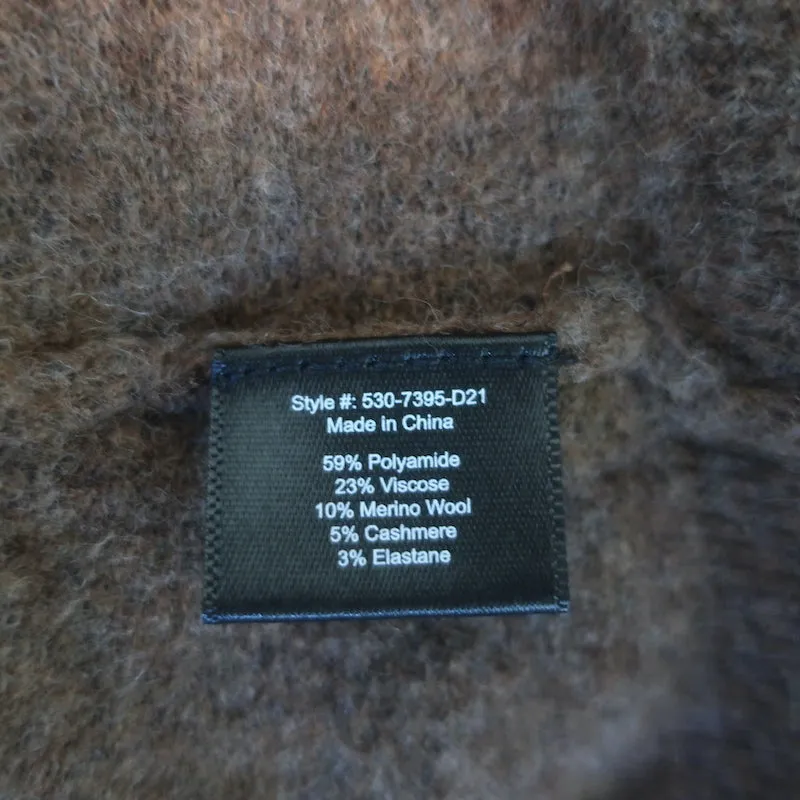 Style #: 530-7395-D21
Made in China
59% Polyamide
23% Viscose
10% Merino Wool
5% Cashmere
3% Elastane